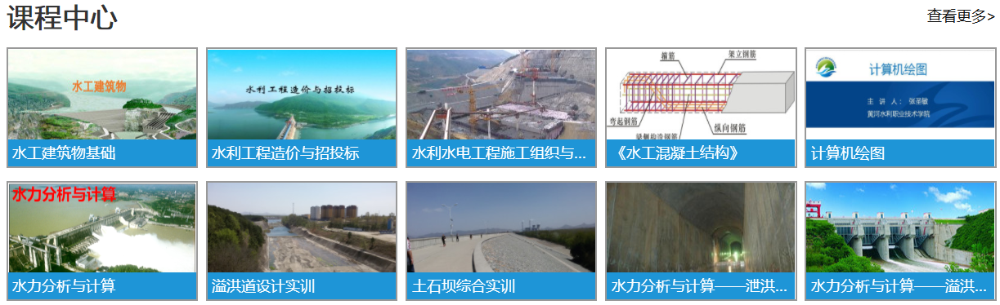 课程中心
查看更多>
水工建筑物
水利工程造价与招投标
箍筋
架立钢筋
弯起钢筋
梁侧构造钢筋
纵向钢筋
计算机绘图
主 讲 人： 张圣敏
黄河水利职业技术学院
水工建筑物基础
水利工程造价与招投标
水利水电工程施工组织与...
《水工混凝土结构》
计算机绘图
水力分析与计算
水力分析与计算
溢洪道设计实训
土石坝综合实训
水力分析与计算——泄洪...
水力分析与计算——溢洪...